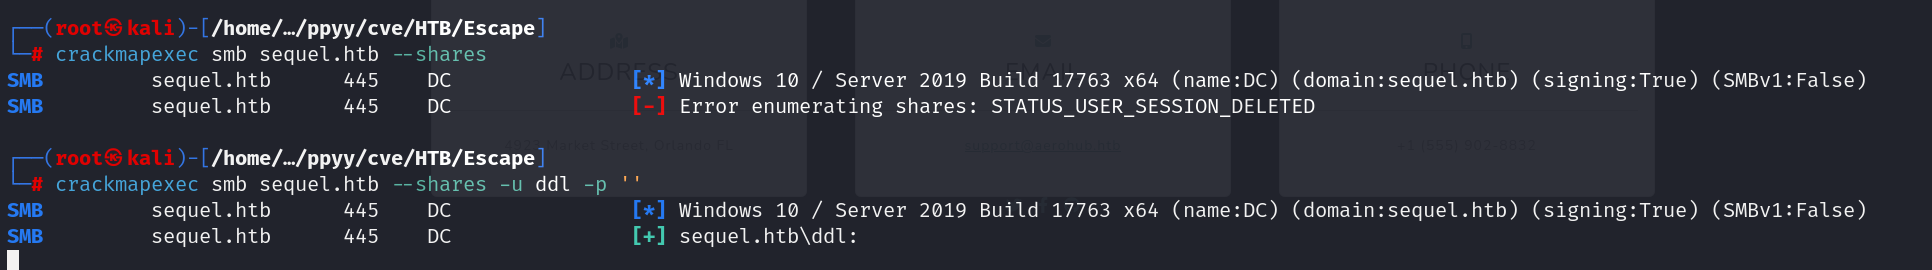 ┌──(root㉿kali)-[/home/…/ppyy/cve/HTB/Escape]
└─# crackmapexec smb sequel.htb --shares
SMB         sequel.htb      445    DC               [*] Windows 10 / Server 2019 Build 17763 x64 (name:DC) (domain:sequel.htb) (signing:True) (SMBv1:False)
SMB         sequel.htb      445    DC               [-] Error enumerating shares: STATUS_USER_SESSION_DELETED
┌──(root㉿kali)-[/home/…/ppyy/cve/HTB/Escape]
└─# crackmapexec smb sequel.htb --shares -u ddl -p ''
SMB         sequel.htb      445    DC               [*] Windows 10 / Server 2019 Build 17763 x64 (name:DC) (domain:sequel.htb) (signing:True) (SMBv1:False)
SMB         sequel.htb      445    DC               [+] sequel.htb\ddl:
ADDRESS
EMAIL
PHONE